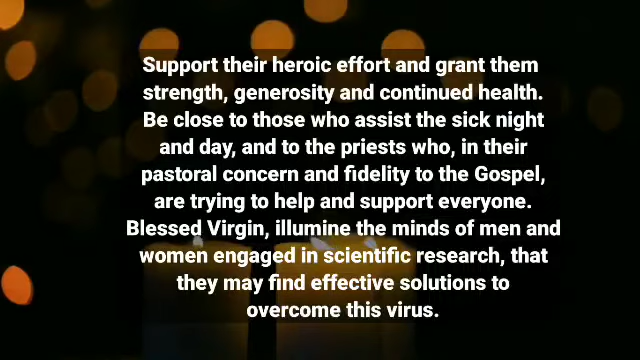 Support their heroic effort and grant them
strength, generosity and continued health.
Be close to those who assist the sick night
and day, and to the priests who, in their
pastoral concern and fidelity to the Gospel,
are trying to help and support everyone.
Blessed Virgin, illumine the minds of men and
women engaged in scientific research, that
they may find effective solutions to
overcome this virus.